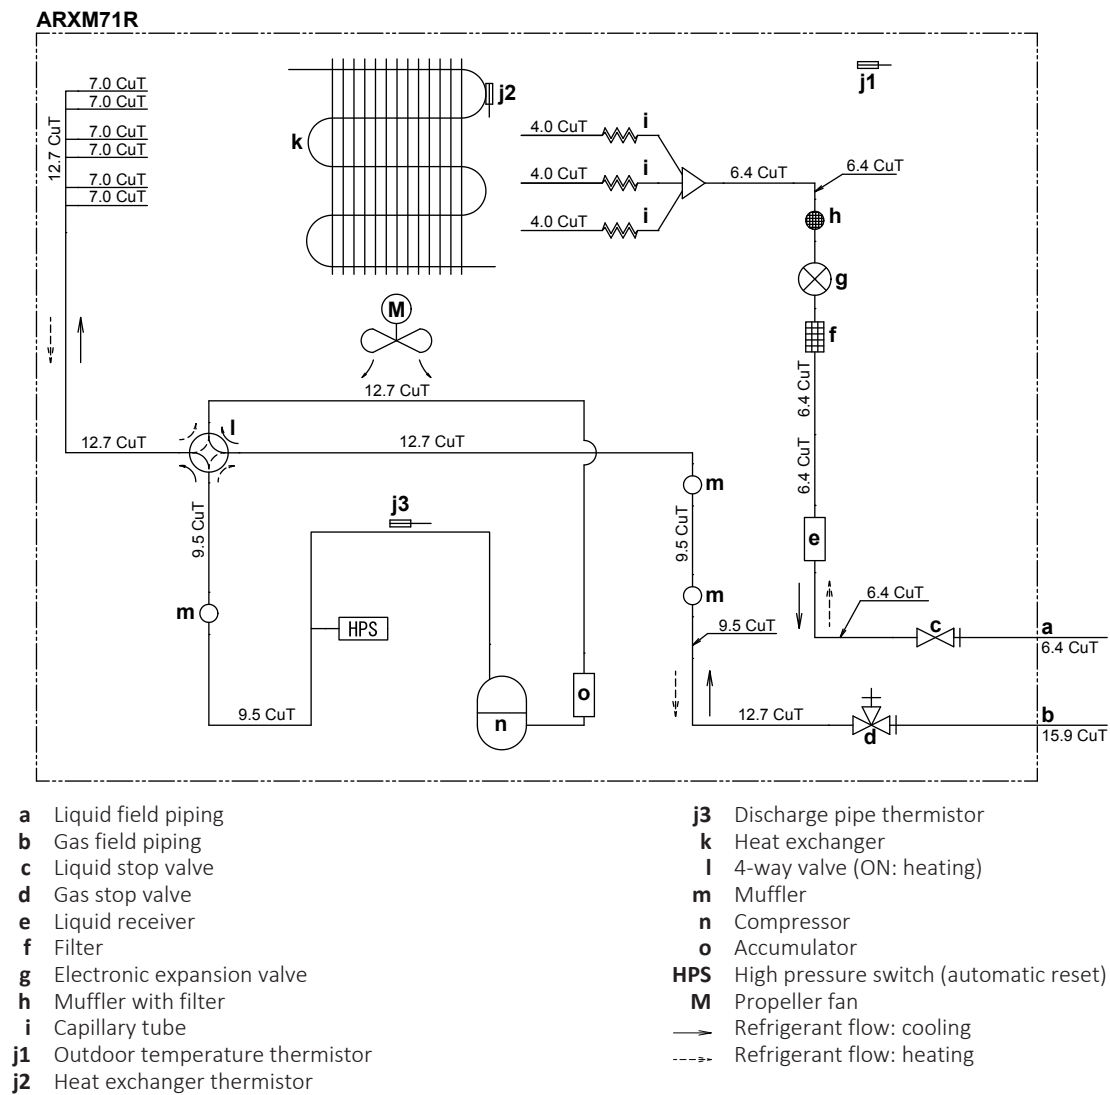 ARXM71R
7.0 CuT
7.0 CuT
7.0 CuT
7.0 CuT
7.0 CuT
7.0 CuT
12.7 CuT
k
j2
j1
4.0 CuT
i
4.0 CuT
i
4.0 CuT
i
6.4 CuT
6.4 CuT
h
g
f
M
12.7 CuT
6.4 CuT
12.7 CuT
l
12.7 CuT
6.4 CuT
m
9.5 CuT
j3
9.5 CuT
e
m
HPS
m
9.5 CuT
6.4 CuT
c
a
6.4 CuT
9.5 CuT
n
o
12.7 CuT
d
b
15.9 CuT
a Liquid field piping
b Gas field piping
c Liquid stop valve
d Gas stop valve
e Liquid receiver
f Filter
g Electronic expansion valve
h Muffler with filter
i Capillary tube
j1 Outdoor temperature thermistor
j2 Heat exchanger thermistor
j3 Discharge pipe thermistor
k Heat exchanger
l 4-way valve (ON: heating)
m Muffler
n Compressor
o Accumulator
HPS High pressure switch (automatic reset)
M Propeller fan
Refrigerant flow: cooling
Refrigerant flow: heating